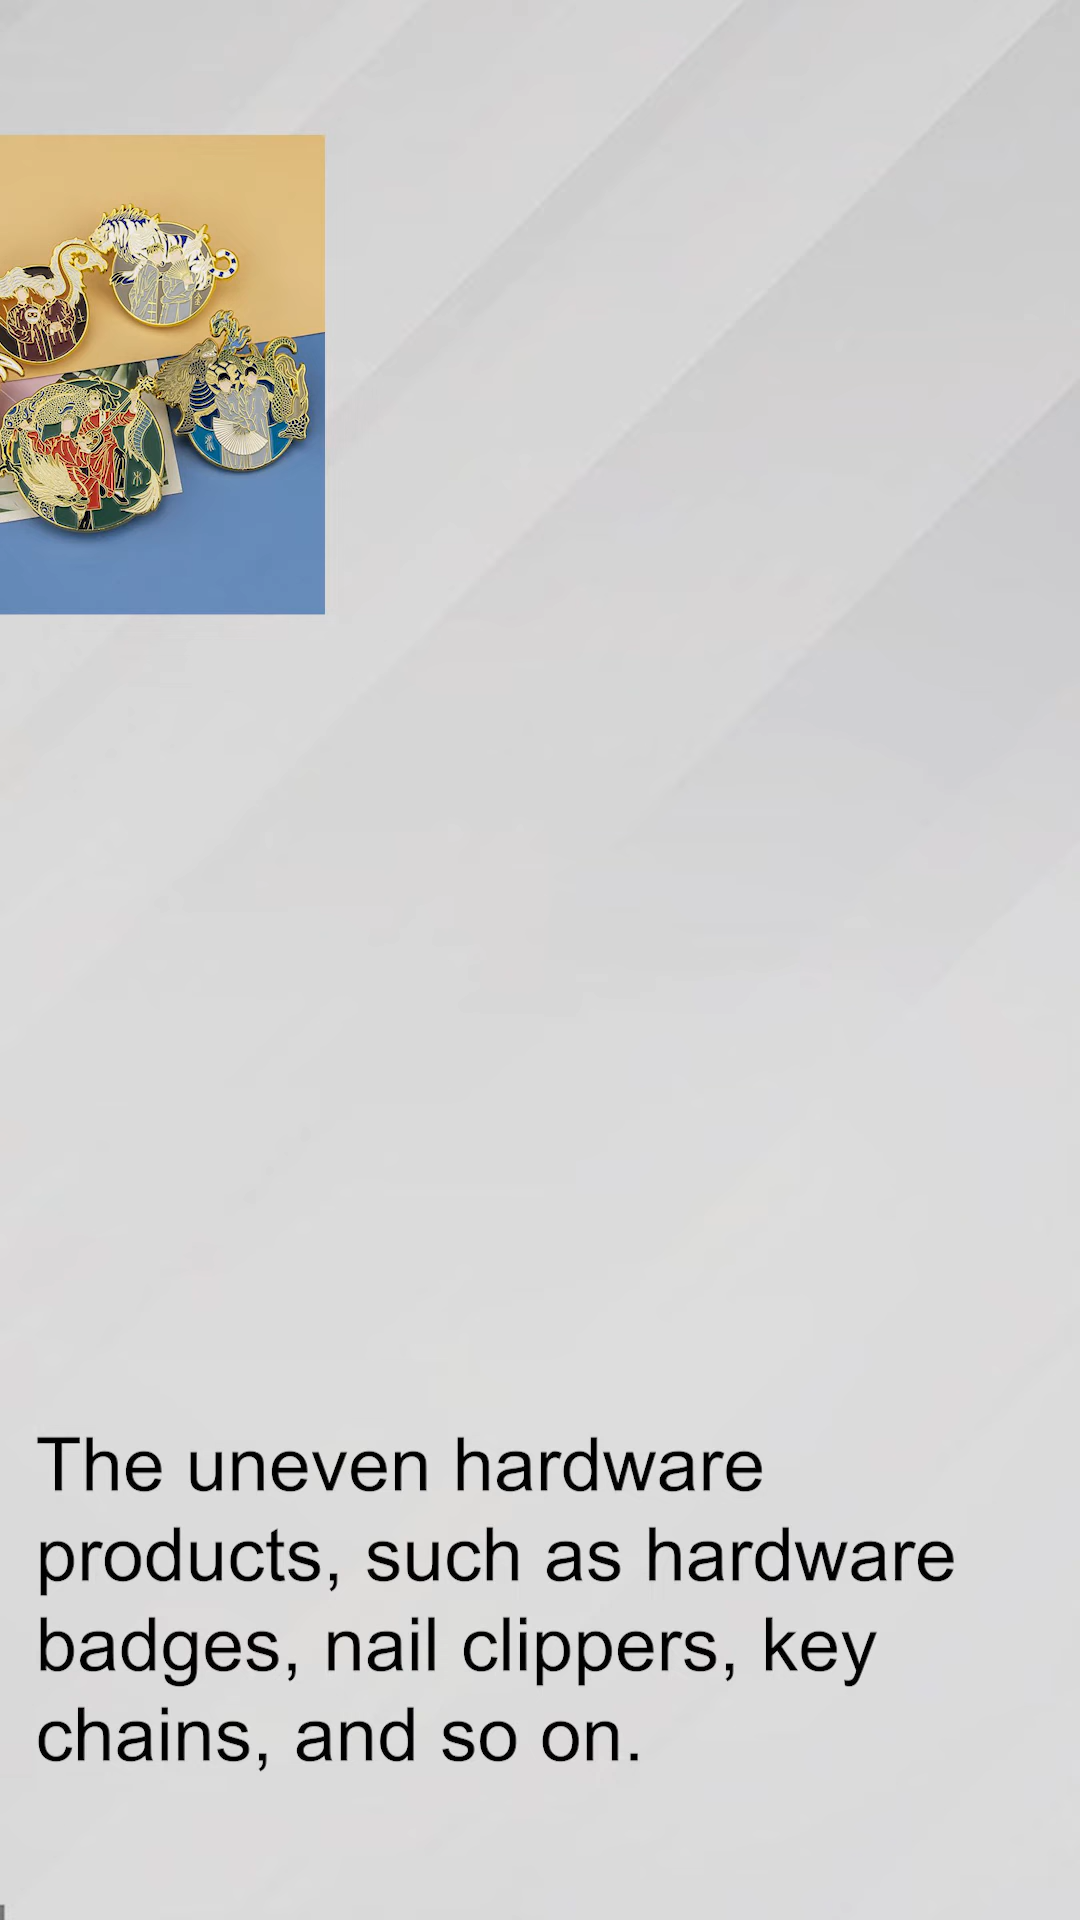 The uneven hardware
products, such as hardware
badges, nail clippers, key
chains, and so on.